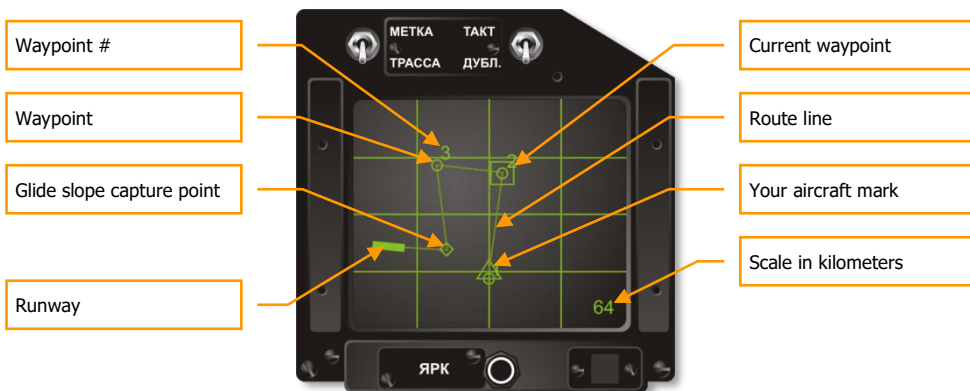 МЕТКА ТАКТ
ТРАССА ДУБЛ.
Waypoint #
Current waypoint
Waypoint
Route line
Glide slope capture point
Your aircraft mark
Scale in kilometers
Runway
3
2
1
64
ЯРК